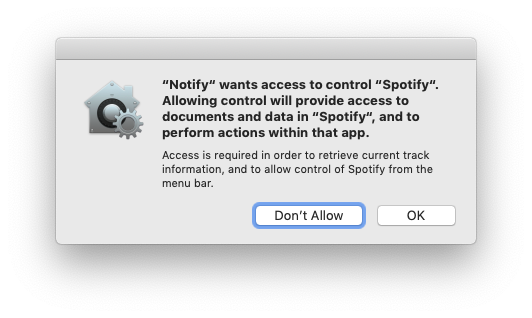 “Notify“ wants access to control “Spotify“.
Allowing control will provide access to
documents and data in “Spotify“, and to
perform actions within that app.
Access is required in order to retrieve current track
information, and to allow control of Spotify from the
menu bar.
Don’t Allow
OK